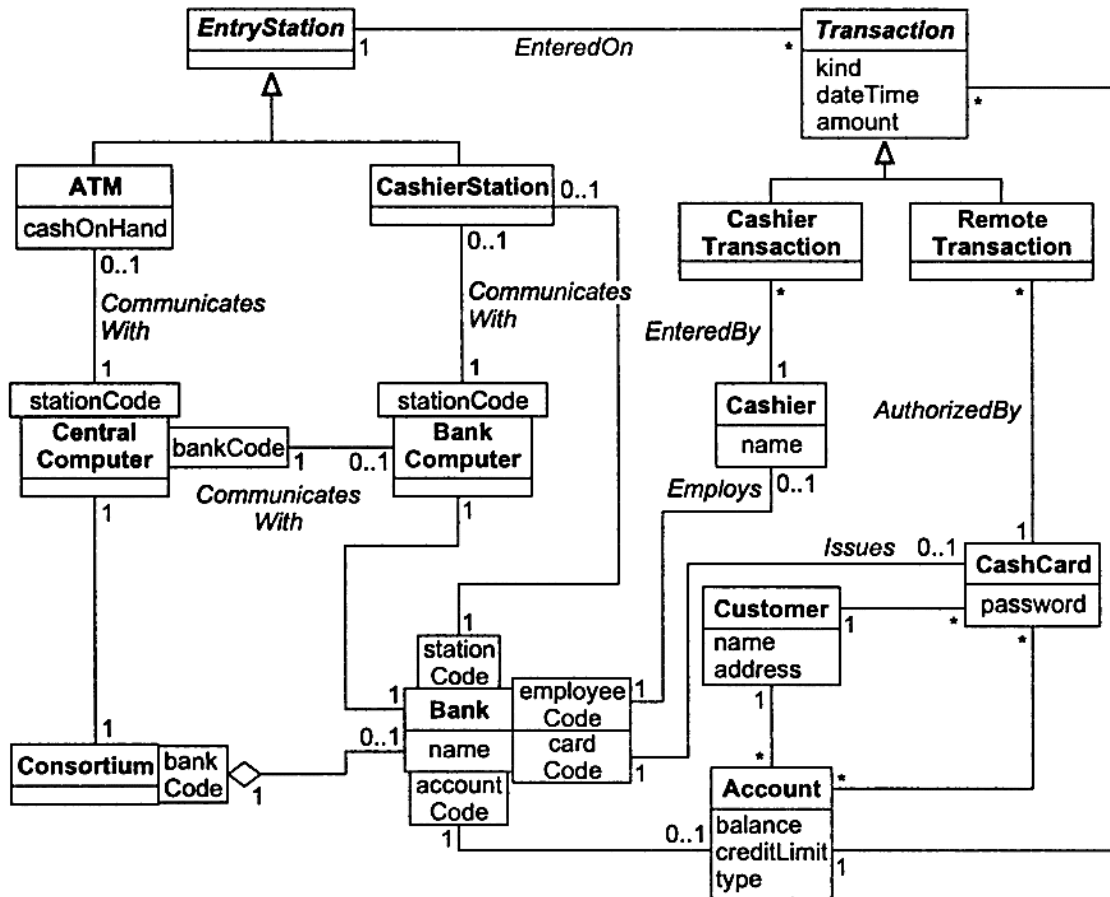 EntryStation
1
EnteredOn
*
Transaction
kind
dateTime
amount
*
ATM
cashOnHand
0..1
CashierStation
0..1
0..1
Cashier
Transaction
*
Remote
Transaction
*
Communicates
With
Communicates
With
EnteredBy
1
1
1
stationCode
stationCode
Cashier
name
0..1
AuthorizedBy
Central
Computer
1
bankCode
1
0..1
Communicates
With
Bank
Computer
1
Employs
Issues
0..1
1
CashCard
password
*
*
Customer
name
address
1
1
1
station
Code
1
Bank
name
employee
Code
1
card
Code
1
account
Code
1
1
Consortium
bank
Code
1
0..1
*
Account
balance
creditLimit
type
*
0..1
1